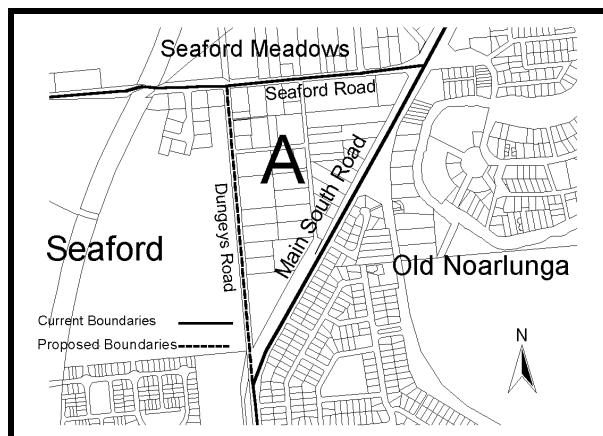 Seaford Meadows
Seaford Road
A
Main South Road
Dungeys Road
Seaford
Old Noarlunga
Current Boundaries
Proposed Boundaries
N